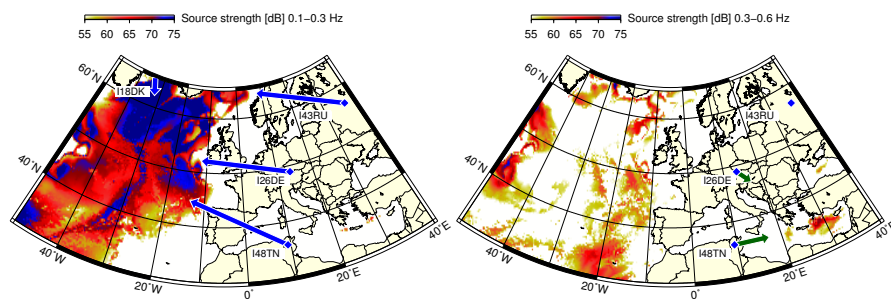 Source strength [dB] 0.1−0.3 Hz
55 60 65 70 75
60˚N
40˚N
40˚W
20˚W
0˚
20˚E
40˚E
I18DK
I43RU
I26DE
I48TN
Source strength [dB] 0.3−0.6 Hz
55 60 65 70 75
60˚N
40˚N
40˚W
20˚W
0˚
20˚E
40˚E
I43RU
I26DE
I48TN